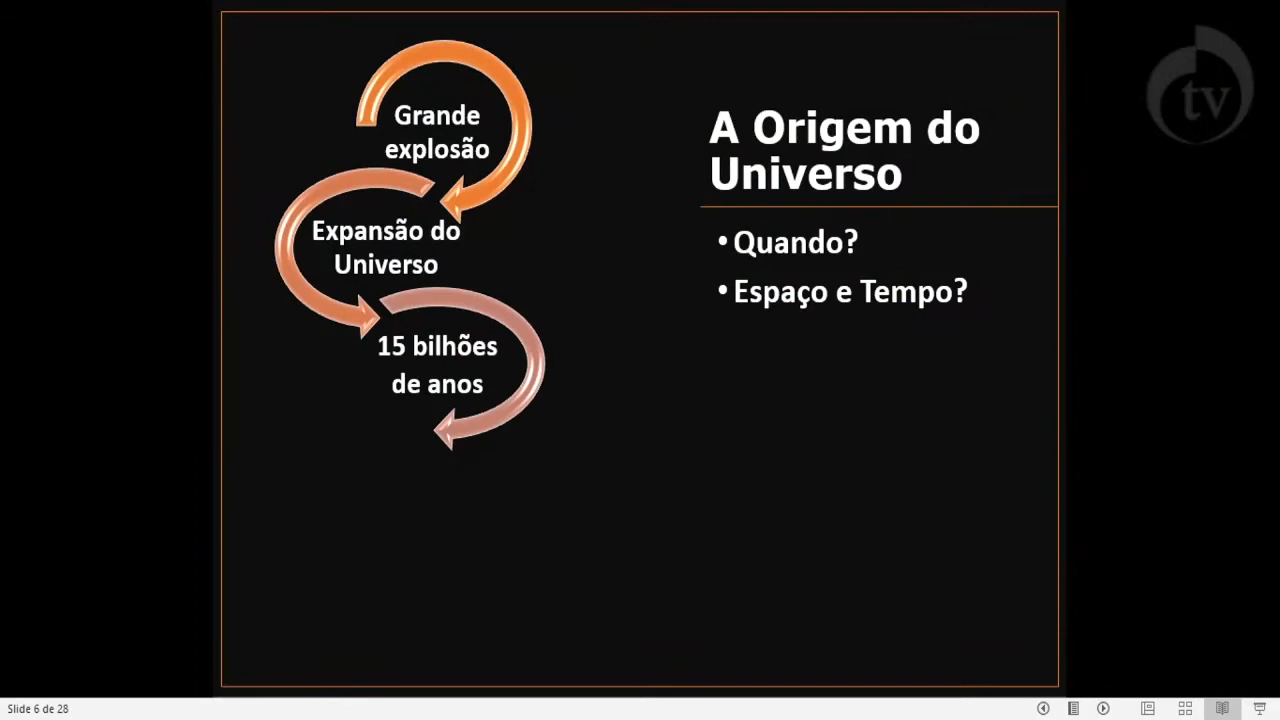 Grande
explosão
Expansão do
Universo
15 bilhões
de anos
A Origem do
Universo
• Quando?
• Espaço e Tempo?
tv
Slide 6 de 28